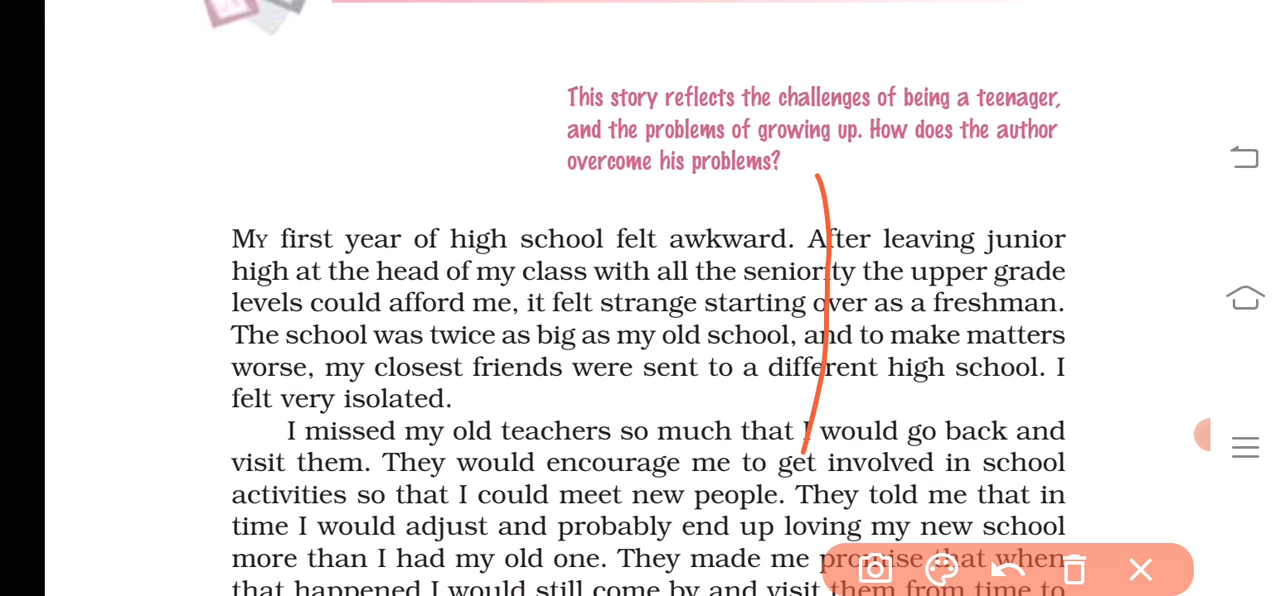 This story reflects the challenges of being a teenager,
and the problems of growing up. How does the author
overcome his problems?
MY first year of high school felt awkward. After leaving junior
high at the head of my class with all the seniority the upper grade
levels could afford me, it felt strange starting over as a freshman.
The school was twice as big as my old school, and to make matters
worse, my closest friends were sent to a different high school. I
felt very isolated.
I missed my old teachers so much that I would go back and
visit them. They would encourage me to get involved in school
activities so that I could meet new people. They told me that in
time I would adjust and probably end up loving my new school
more than I had my old one. They made me promise that when
that happened I would still come by and visit them from time to